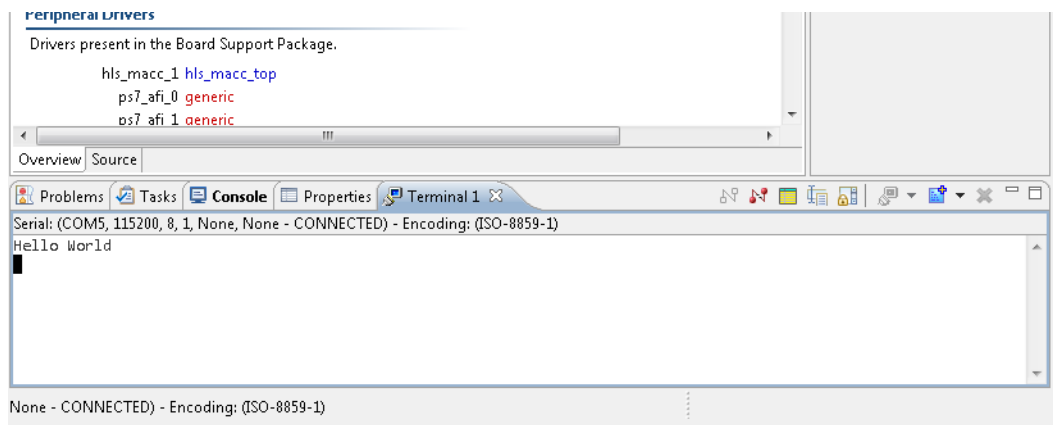 Peripheral Drivers
Drivers present in the Board Support Package.
hls_macc_1 hls_macc_top
ps7_afi_0 generic
ps7_afi_1 generic
Overview Source
Problems Tasks Console Properties Terminal 1
Serial: (COM5, 115200, 8, 1, None, None - CONNECTED) - Encoding: (ISO-8859-1)
Hello World
None - CONNECTED) - Encoding: (ISO-8859-1)